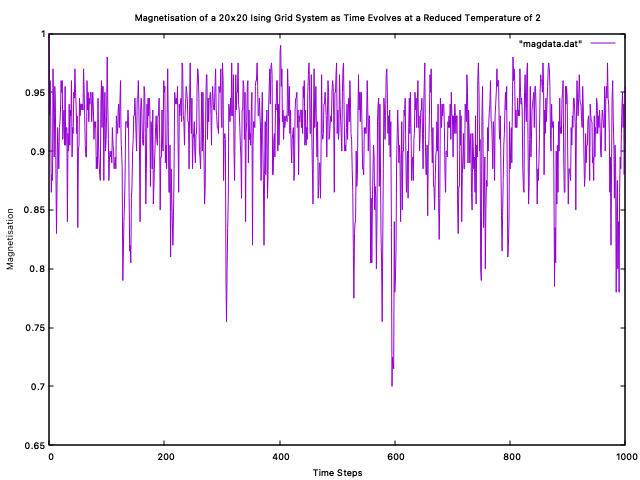 Magnetisation of a 20x20 Ising Grid System as Time Evolves at a Reduced Temperature of 2
"magdata.dat"
1
0.95
0.9
0.85
0.8
0.75
0.7
0.65
Magnetisation
0 200 400 600 800 1000
Time Steps